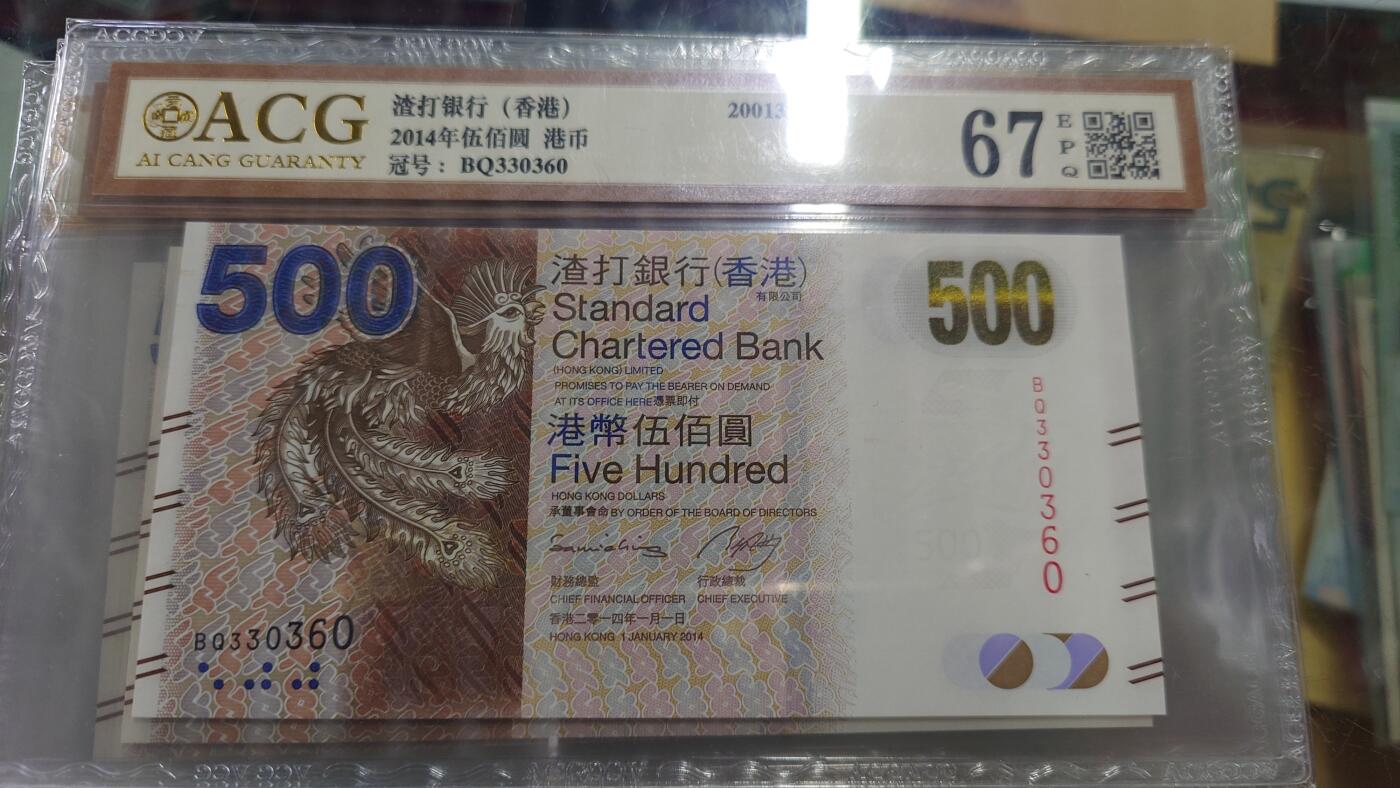 ACG
AI CANG GUARANTY
渣打银行（香港）
2014年伍佰圆 港币
冠号：BQ330360
67
EPQ
500
渣打銀行(香港)
有限公司
Standard
Chartered Bank
(HONG KONG) LIMITED
PROMISES TO PAY THE BEARER ON DEMAND
AT ITS OFFICE HERE憑票即付
港幣伍佰圓
Five Hundred
HONG KONG DOLLARS
承董事會命 BY ORDER OF THE BOARD OF DIRECTORS
財務總監 行政總裁
CHIEF FINANCIAL OFFICER CHIEF EXECUTIVE
香港二零一四年一月一日
HONG KONG 1 JANUARY 2014
BQ330360
500
BQ330360
500